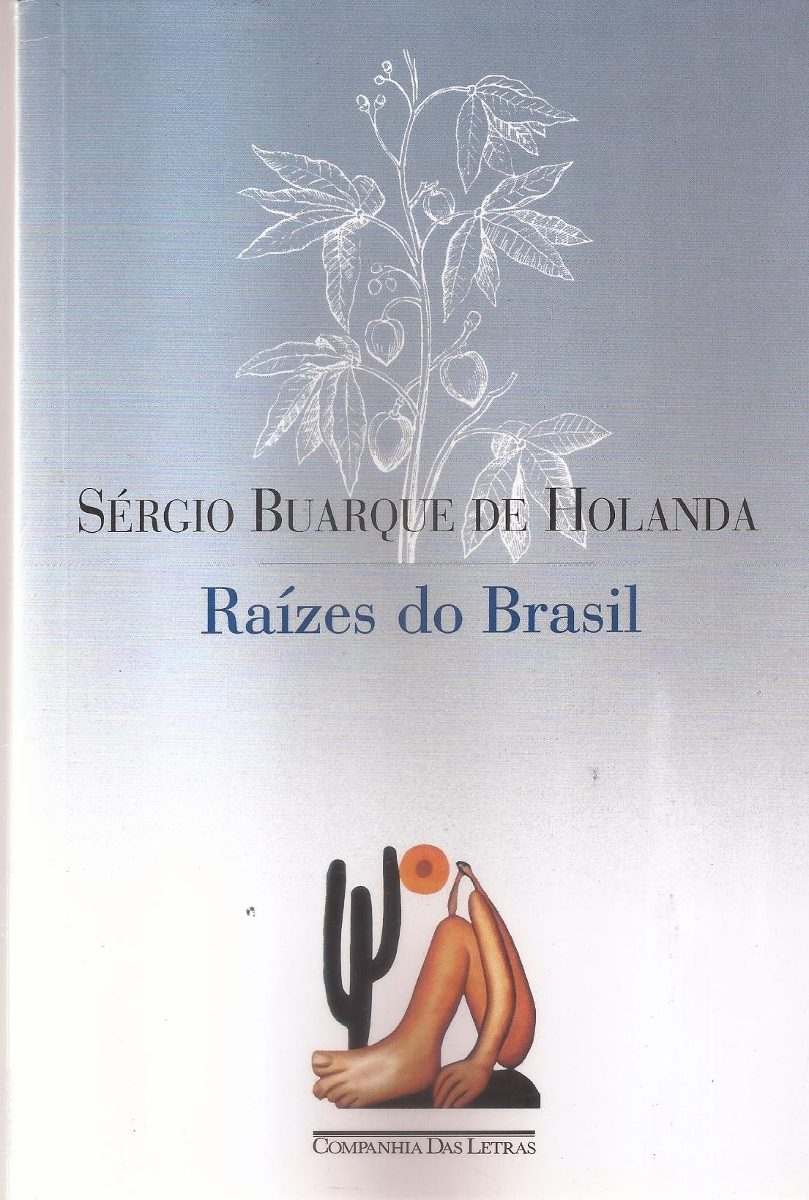 SÉRGIO BUARQUE DE HOLANDA
Raízes do Brasil
COMPANHIA DAS LETRAS